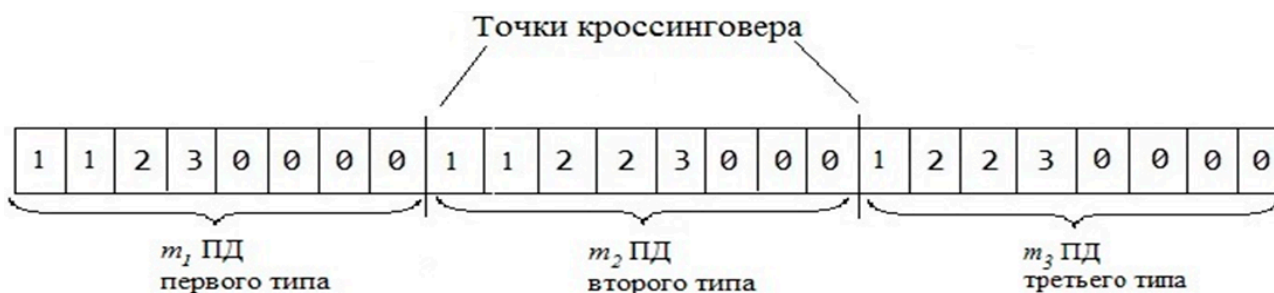 Точки кроссинговера
1 1 2 3 0 0 0 0 1 1 2 2 3 0 0 0 1 2 2 3 0 0 0 0
m₁ ПД
первого типа
m₂ ПД
второго типа
m₃ ПД
третьего типа